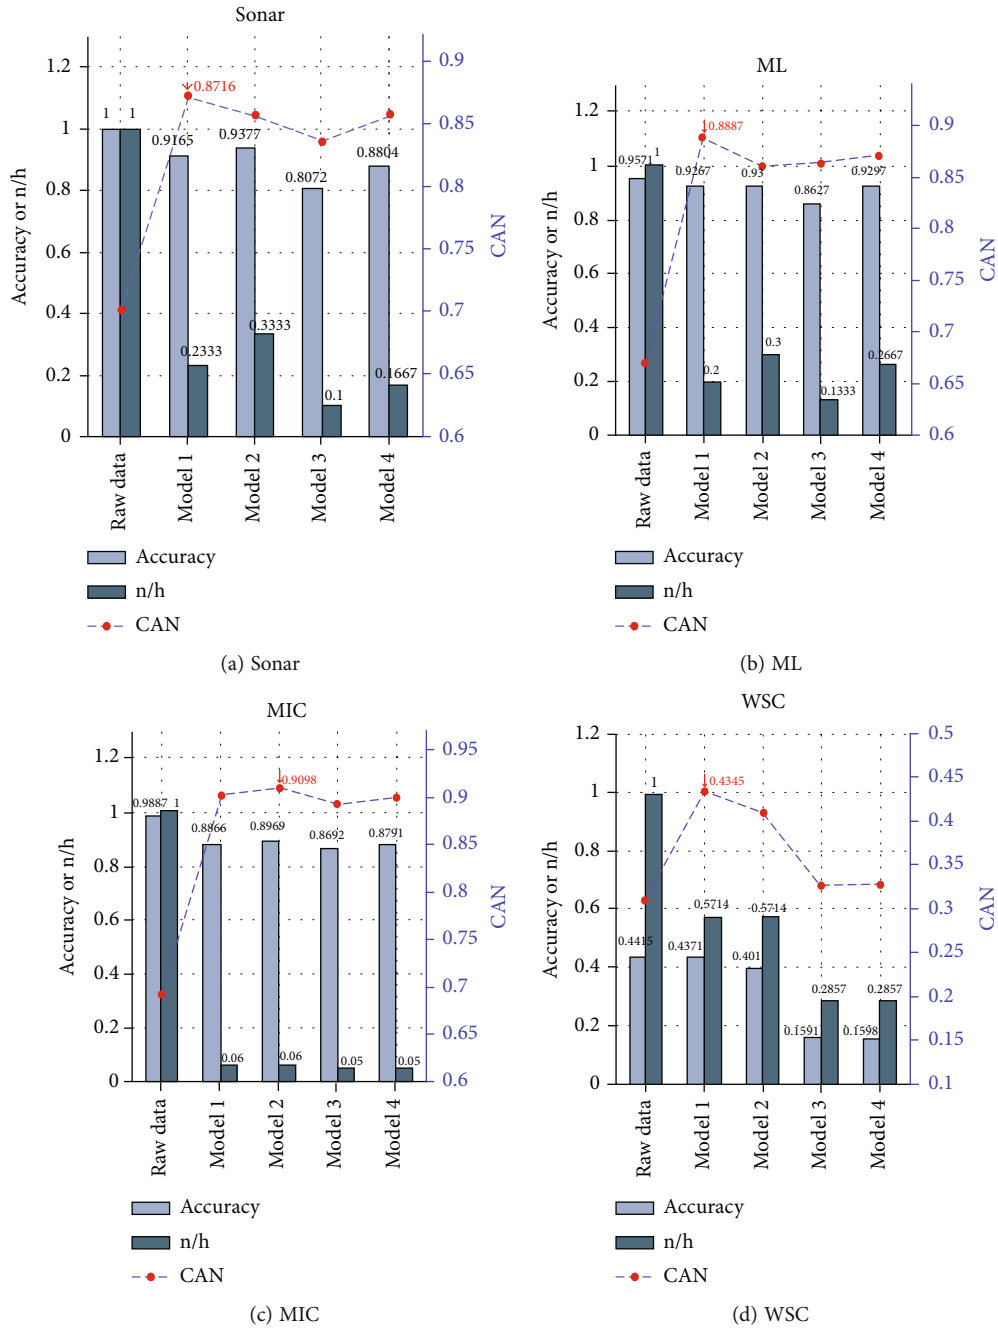 Sonar
1.2
1
0.8
0.6
0.4
0.2
0
Accuracy or n/h
0.9
0.85
0.8
0.75
0.7
0.65
0.6
CAN
1
1
0.9165
0.2333
0.8716
0.9377
0.3333
0.8072
0.1
0.8804
0.1667
Raw data
Model 1
Model 2
Model 3
Model 4
Accuracy
n/h
CAN
(a) Sonar
ML
1.2
1
0.8
0.6
0.4
0.2
0
Accuracy or n/h
0.9
0.85
0.8
0.75
0.7
0.65
0.6
CAN
0.9571
1
0.9267
0.2
0.8887
0.93
0.3
0.8627
0.1333
0.9297
0.2667
Raw data
Model 1
Model 2
Model 3
Model 4
Accuracy
n/h
CAN
(b) ML
MIC
1.2
1
0.8
0.6
0.4
0.2
0
Accuracy or n/h
0.95
0.9
0.85
0.8
0.75
0.7
0.65
0.6
CAN
0.9887
1
0.8866
0.06
0.9098
0.8969
0.06
0.8692
0.05
0.8791
0.05
Raw data
Model 1
Model 2
Model 3
Model 4
Accuracy
n/h
CAN
(c) MIC
WSC
1.2
1
0.8
0.6
0.4
0.2
0
Accuracy or n/h
0.5
0.45
0.4
0.35
0.3
0.25
0.2
0.15
0.1
CAN
0.4415
1
0.4371
0.5714
0.4345
0.401
0.5714
0.1591
0.2857
0.1598
0.2857
Raw data
Model 1
Model 2
Model 3
Model 4
Accuracy
n/h
CAN
(d) WSC